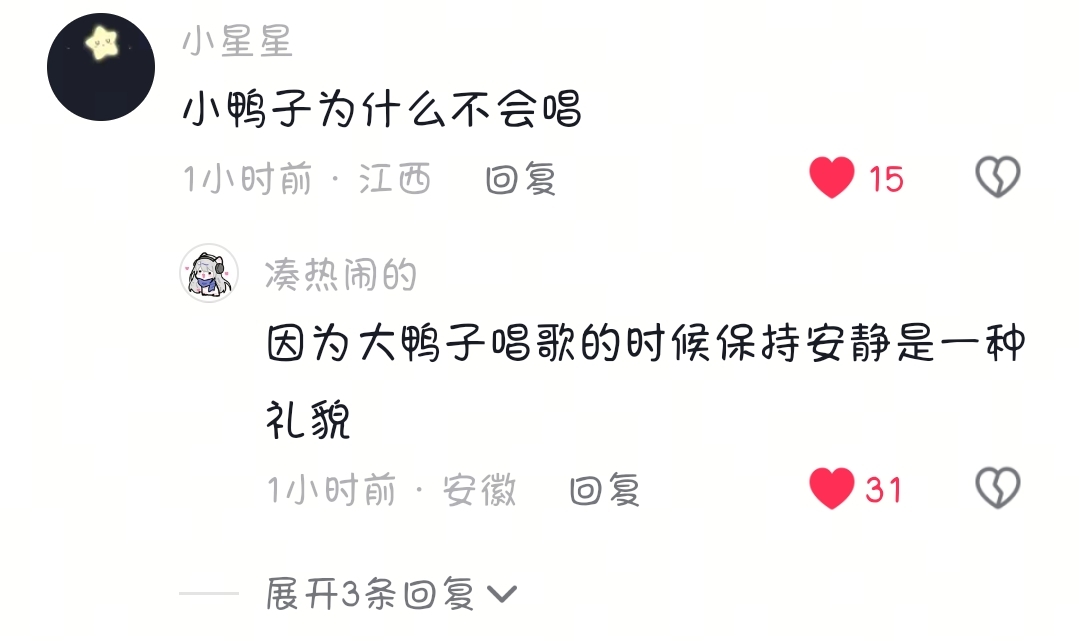 小星星
小鸭子为什么不会唱
1小时前 · 江西 回复 15
凑热闹的
因为大鸭子唱歌的时候保持安静是一种
礼貌
1小时前 · 安徽 回复 31
展开3条回复